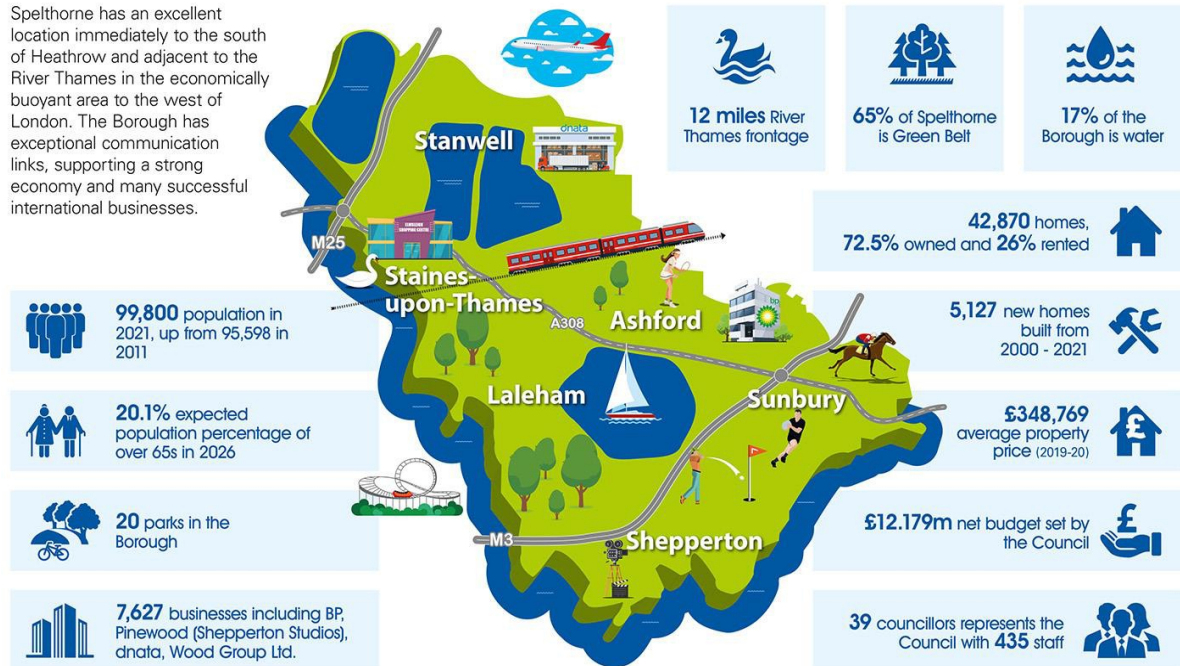 Spelthorne has an excellent
location immediately to the south
of Heathrow and adjacent to the
River Thames in the economically
buoyant area to the west of
London. The Borough has
exceptional communication
links, supporting a strong
economy and many successful
international businesses.
12 miles River
Thames frontage
65% of Spelthorne
is Green Belt
17% of the
Borough is water
42,870 homes,
72.5% owned and 26% rented
5,127 new homes
built from
2000 - 2021
£348,769
average property
price (2019-20)
£12.179m net budget set by
the Council
39 councillors represents the
Council with 435 staff
99,800 population in
2021, up from 95,598 in
2011
20.1% expected
population percentage of
over 65s in 2026
20 parks in the
Borough
7,627 businesses including BP,
Pinewood (Shepperton Studios),
dnata, Wood Group Ltd.
Stanwell
dnata
M25
SHOPPING CENTRE
Staines-
upon-Thames
A308
Ashford
bp
Laleham
Sunbury
M3
Shepperton